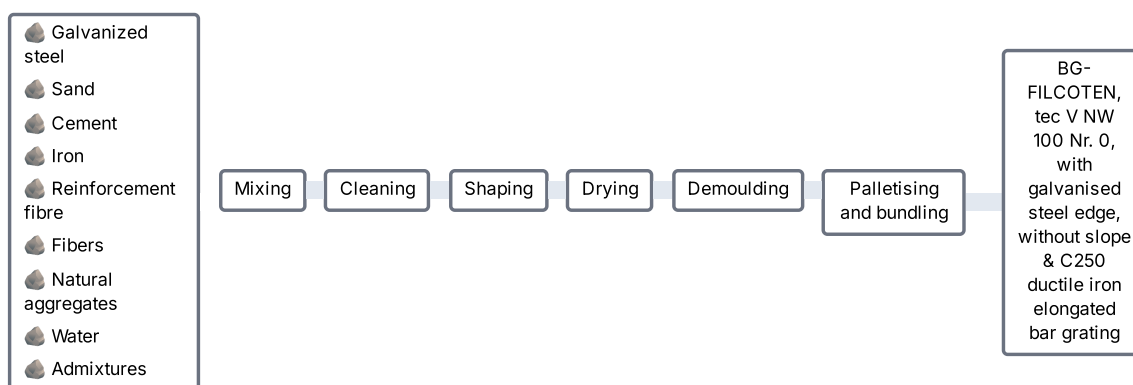 Galvanized
steel
Sand
Cement
Iron
Reinforcement
fibre
Fibers
Natural
aggregates
Water
Admixtures
Mixing
Cleaning
Shaping
Drying
Demoulding
Palletising
and bundling
BG-
FILCOTEN,
tec V NW
100 Nr. 0,
with
galvanised
steel edge,
without slope
& C250
ductile iron
elongated
bar grating